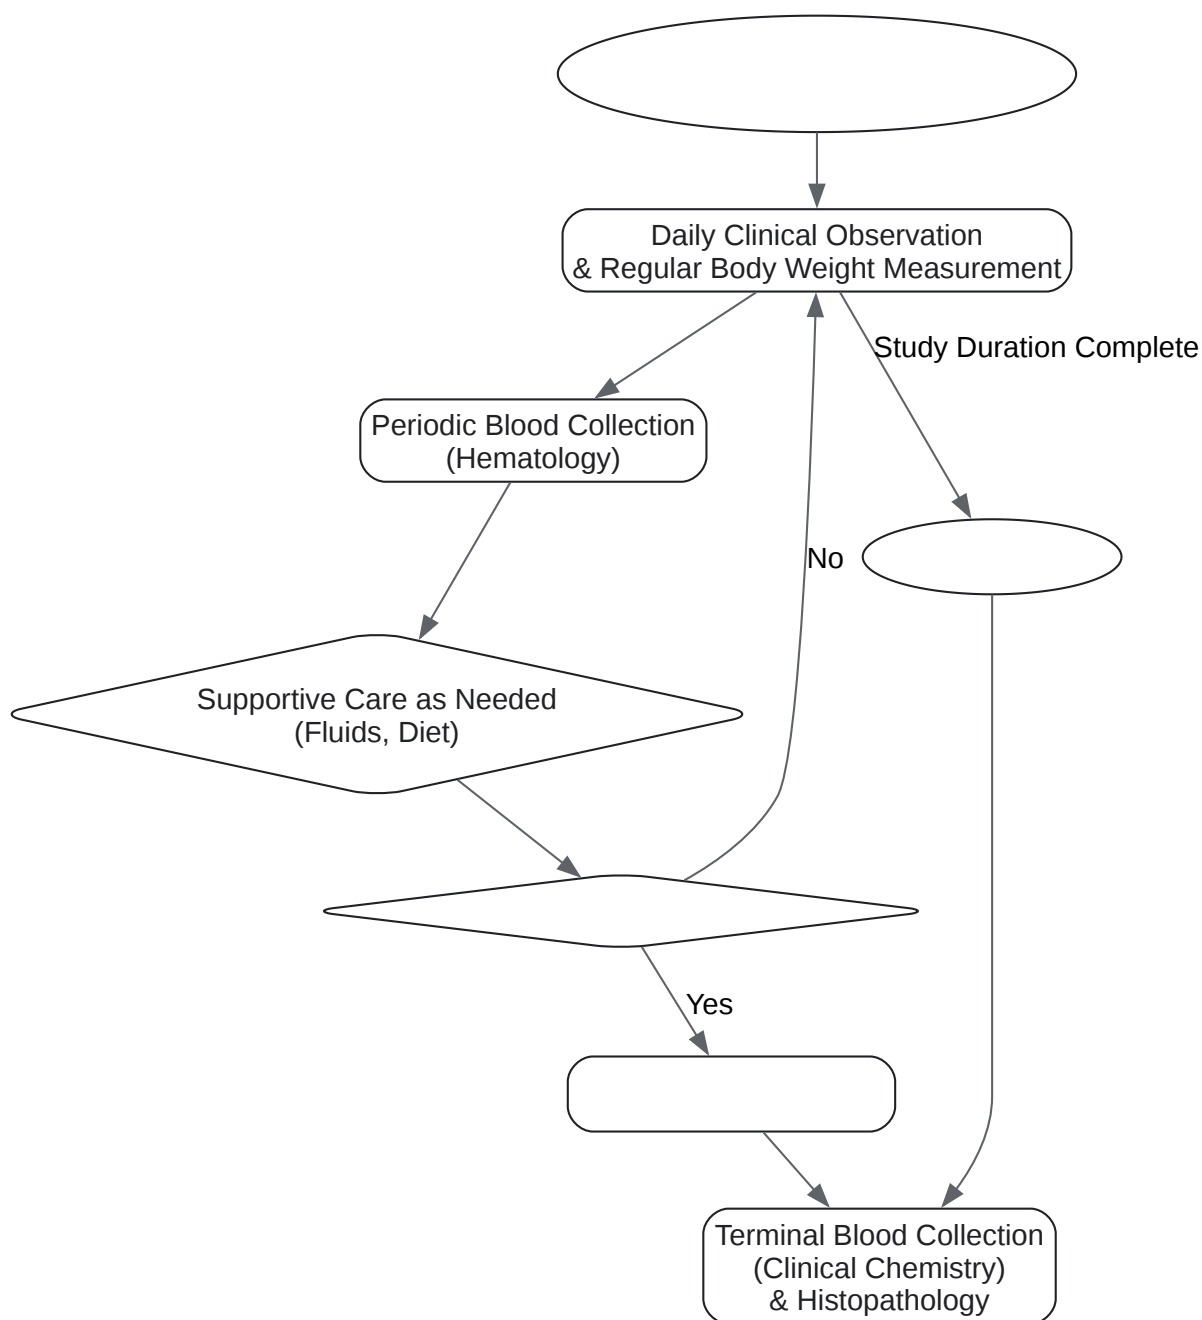 Daily Clinical Observation
& Regular Body Weight Measurement
Study Duration Complete
Periodic Blood Collection
(Hematology)
No
Supportive Care as Needed
(Fluids, Diet)
Yes
Terminal Blood Collection
(Clinical Chemistry)
& Histopathology